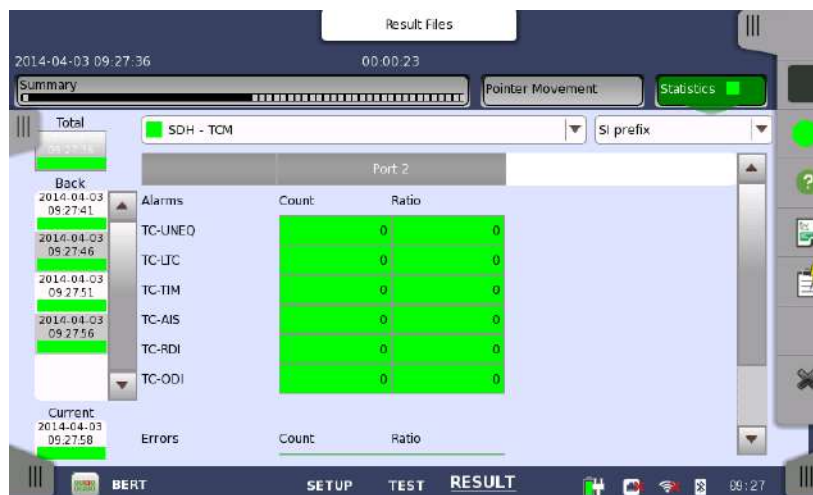 Result Files
2014-04-03 09:27:36 00:00:23
Summary Pointer Movement Statistics
Total SDH - TCM SI prefix
Port 2
Back
2014-04-03
09:27:41
Alarms Count Ratio
2014-04-03
09:27:46
TC-UNEQ 0 0
TC-LTC 0 0
2014-04-03
09:27:51
TC-TIM 0 0
2014-04-03
09:27:56
TC-AIS 0 0
TC-RDI 0 0
TC-ODI 0 0
Current
2014-04-03
09:27:58
Errors Count Ratio
BERT SETUP TEST RESULT 09:27